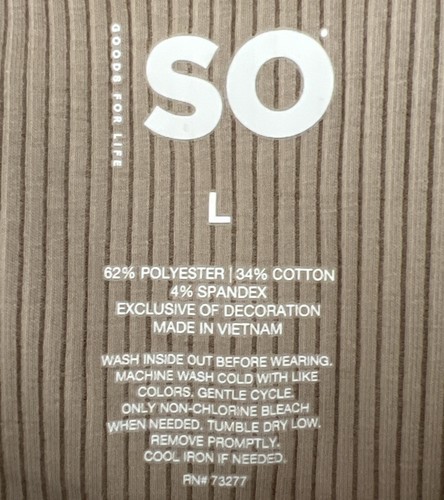 GOODS FOR LIFE
SO
L
62% POLYESTER | 34% COTTON
4% SPANDEX
EXCLUSIVE OF DECORATION
MADE IN VIETNAM
WASH INSIDE OUT BEFORE WEARING.
MACHINE WASH COLD WITH LIKE
COLORS, GENTLE CYCLE.
ONLY NON-CHLORINE BLEACH
WHEN NEEDED. TUMBLE DRY LOW.
REMOVE PROMPTLY.
COOL IRON IF NEEDED.
RN# 73277